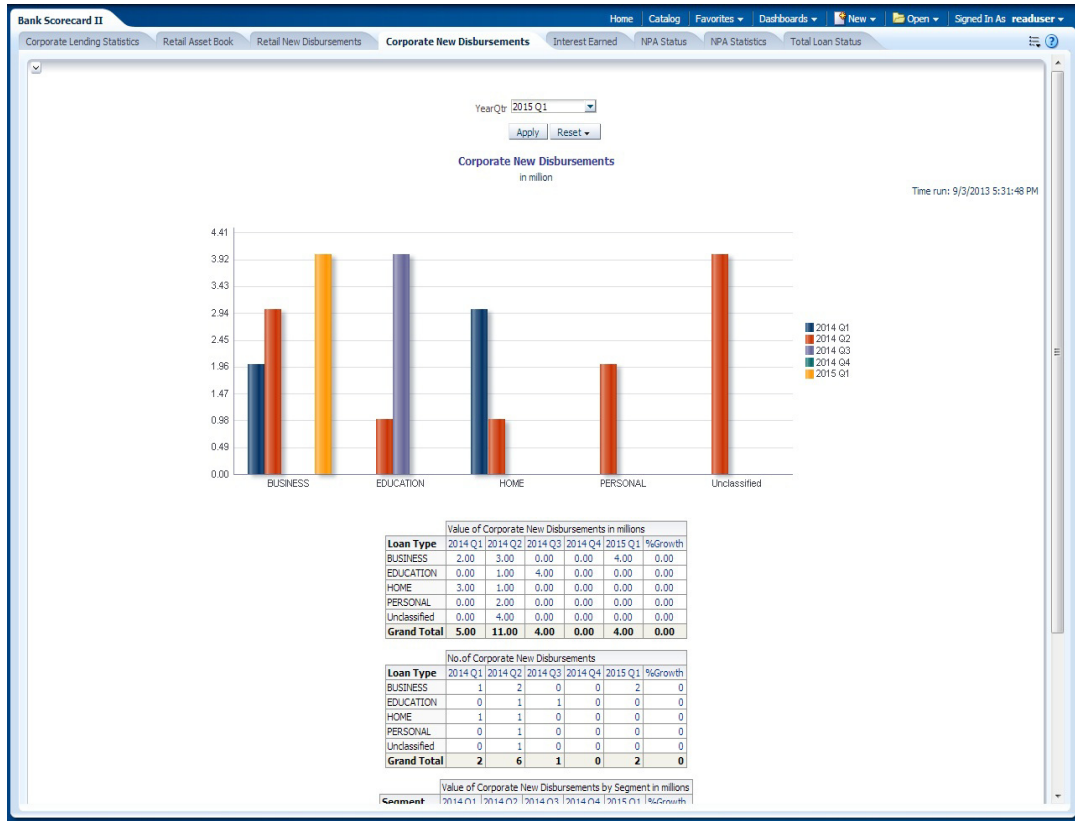 Bank Scorecard II Home Catalog Favorites Dashboards New Open Signed In As readuser
Corporate Lending Statistics Retail Asset Book Retail New Disbursements Corporate New Disbursements Interest Earned NPA Status NPA Statistics Total Loan Status
YearQtr 2015 Q1
Apply Reset
Corporate New Disbursements
in million
Time run: 9/3/2013 5:31:48 PM
4.41
3.92
3.43
2.94
2.45
1.96
1.47
0.98
0.49
0.00
BUSINESS EDUCATION HOME PERSONAL Unclassified
2014 Q1
2014 Q2
2014 Q3
2014 Q4
2015 Q1
Value of Corporate New Disbursements in millions
Loan Type 2014 Q1 2014 Q2 2014 Q3 2014 Q4 2015 Q1 %Growth
BUSINESS 2.00 3.00 0.00 0.00 4.00 0.00
EDUCATION 0.00 1.00 4.00 0.00 0.00 0.00
HOME 3.00 1.00 0.00 0.00 0.00 0.00
PERSONAL 0.00 2.00 0.00 0.00 0.00 0.00
Unclassified 0.00 4.00 0.00 0.00 0.00 0.00
Grand Total 5.00 11.00 4.00 0.00 4.00 0.00
No.of Corporate New Disbursements
Loan Type 2014 Q1 2014 Q2 2014 Q3 2014 Q4 2015 Q1 %Growth
BUSINESS 1 2 0 0 2 0
EDUCATION 0 1 1 0 0 0
HOME 1 1 0 0 0 0
PERSONAL 0 1 0 0 0 0
Unclassified 0 1 0 0 0 0
Grand Total 2 6 1 0 2 0
Value of Corporate New Disbursements by Segment in millions
Segment 2014 Q1 2014 Q2 2014 Q3 2014 Q4 2015 Q1 %Growth